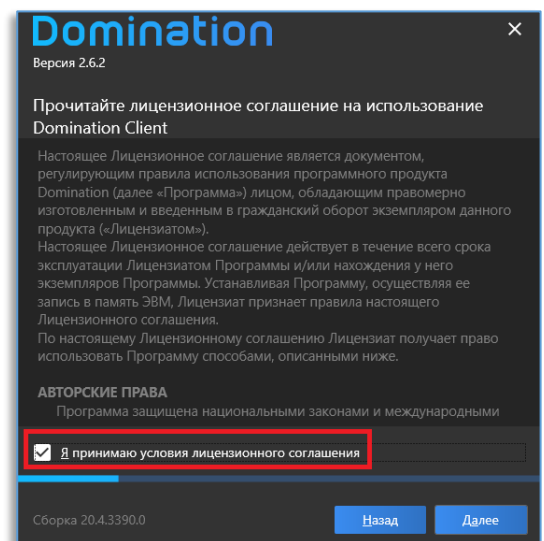 Domination
Версия 2.6.2
Прочитайте лицензионное соглашение на использование
Domination Client
Настоящее Лицензионное соглашение является документом,
регулирующим правила использования программного продукта
Domination (далее «Программа») лицом, обладающим правомерно
изготовленным и введенным в гражданский оборот экземпляром данного
продукта («Лицензиатом»).
Настоящее Лицензионное соглашение действует в течение всего срока
эксплуатации Лицензиатом Программы и/или нахождения у него
экземпляров Программы. Устанавливая Программу, осуществляя ее
запись в память ЭВМ, Лицензиат признает правила настоящего
Лицензионного соглашения.
По настоящему Лицензионному соглашению Лицензиат получает право
использовать Программу способами, описанными ниже.
АВТОРСКИЕ ПРАВА
Программа защищена национальными законами и международными
Я принимаю условия лицензионного соглашения
Сборка 20.4.3390.0
Назад
Далее